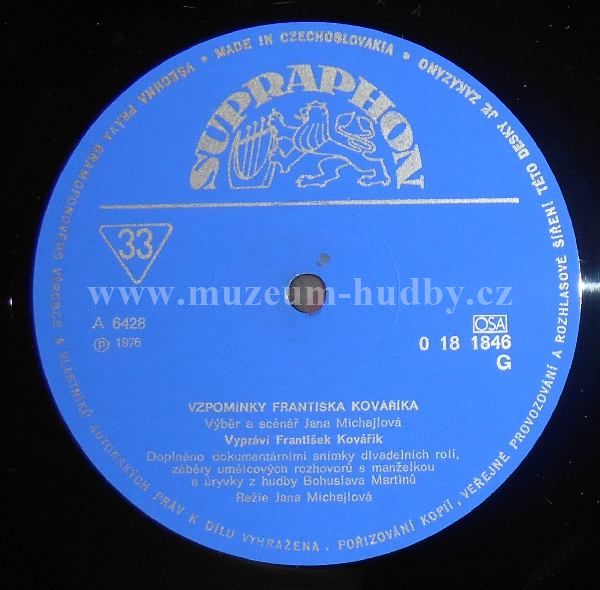 VŠECHNA PRÁVA GRAMOFONOVÉHO VÝROBCE A VLASTNÍKŮ AUTORSKÝCH PRÁV K DÍLU VYHRAŽENA. POŘIZOVÁNÍ KOPIÍ, VEŘEJNÉ PROVOZOVÁNÍ A ROZHLASOVÉ ŠÍŘENÍ TÉTO DESKY JE ZAKÁZÁNO
• MADE IN CZECHOSLOVAKIA •
SUPRAPHON
33
www.muzeum-hudby.cz
A 6428
Ⓟ 1976
OSA
0 18 1846
G
VZPOMÍNKY FRANTIŠKA KOVÁŘÍKA
Výběr a scénář Jana Michajlová
Vypráví František Kovářík
Doplněno dokumentárními snímky divadelních rolí,
záběry umělcových rozhovorů s manželkou
a úryvky z hudby Bohuslava Martinů
Režie Jana Michajlová